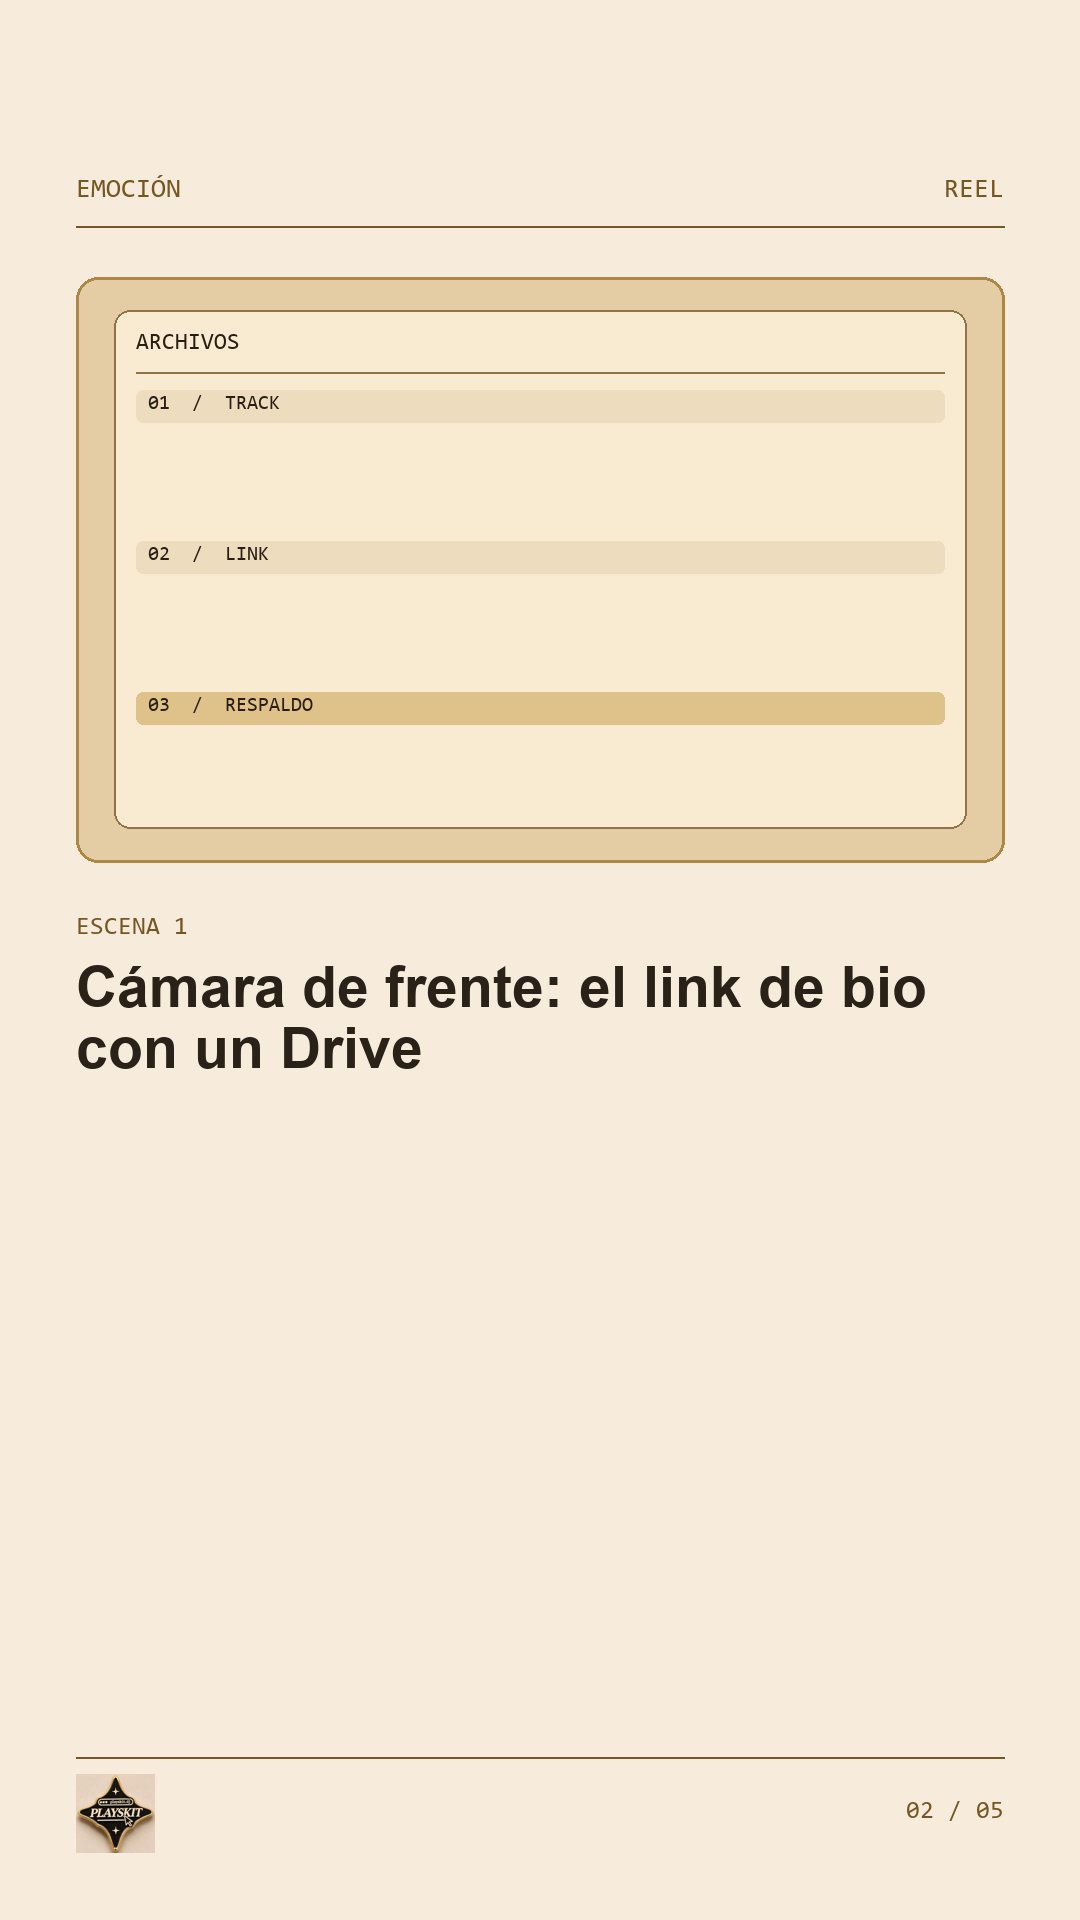 EMOCIÓN
REEL
ARCHIVOS
01 / TRACK
02 / LINK
03 / RESPALDO
ESCENA 1
Cámara de frente: el link de bio
con un Drive
PLAYSKIT
02 / 05